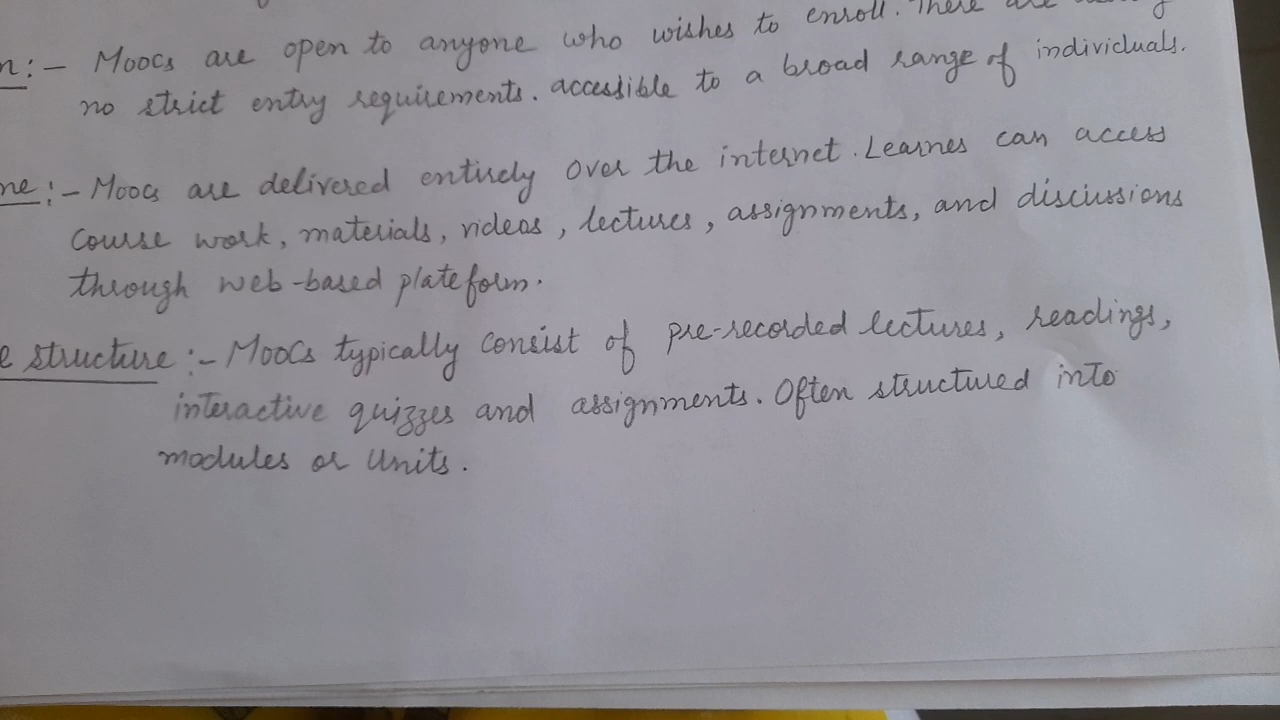 n:- Moocs are open to anyone who wishes to enroll. There are
no strict entry requirements. accessible to a broad range of individuals.
ne:- Moocs are delivered entirely over the internet. Learnes can access
course work, materials, videos, lectures, assignments, and disciussions
through web-based plateform.
e structure:- MOOCs typically consist of pre-recorded lectures, readings,
interactive quizzes and assignments. Often structured into
modules or Units.